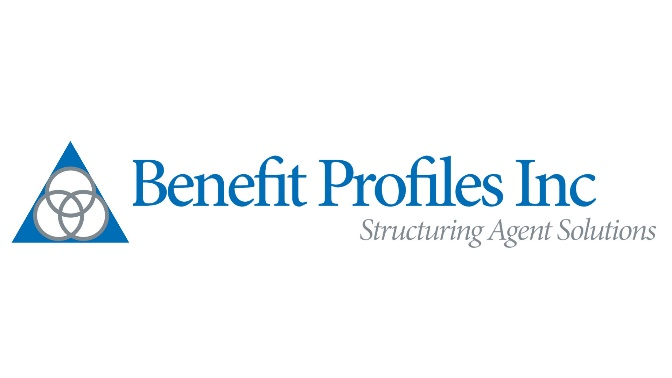 Benefit Profiles Inc
Structuring Agent Solutions